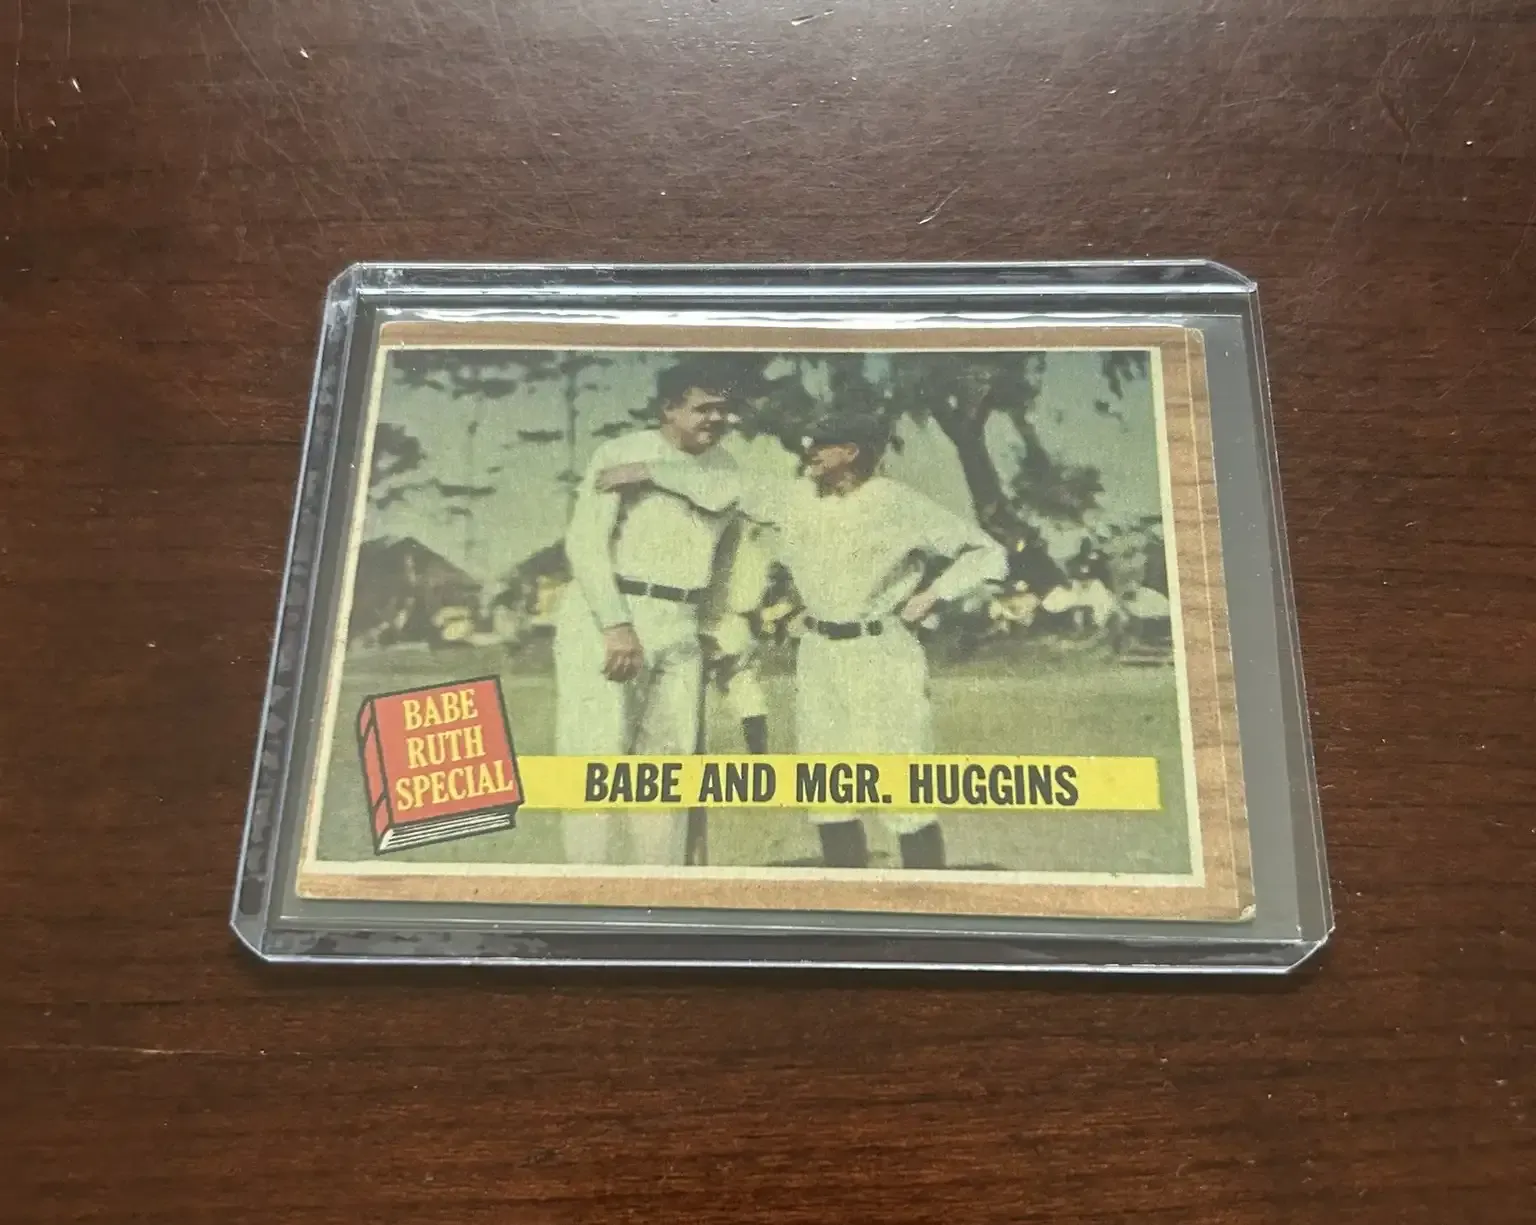 BABE
RUTH
SPECIAL
BABE AND MGR. HUGGINS